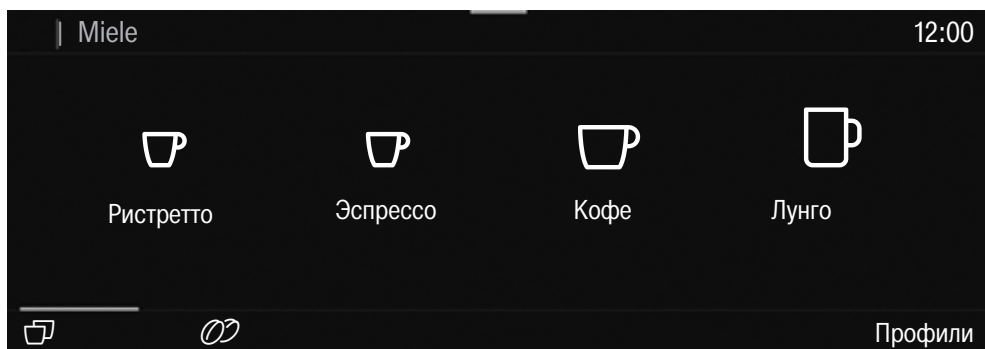 Miele
12:00
Ристретто
Эспрессо
Кофе
Лунго
Профили